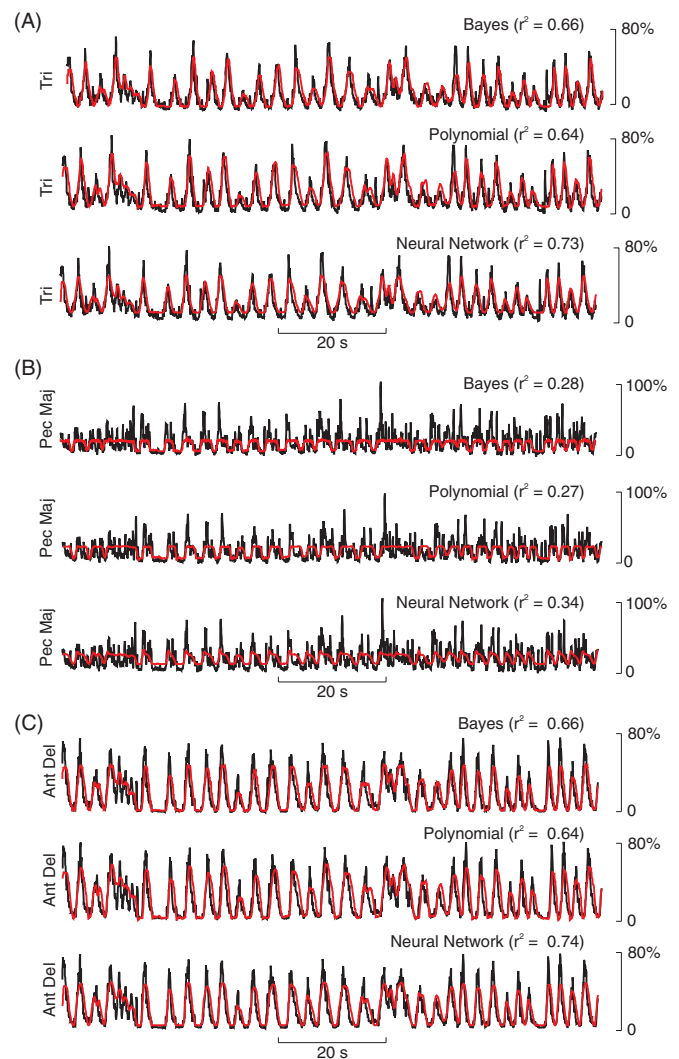 (A)
Bayes (r² = 0.66)
80%
Tri
0
Polynomial (r² = 0.64)
80%
Tri
0
Neural Network (r² = 0.73)
80%
Tri
0
20 s
(B)
Bayes (r² = 0.28)
100%
Pec Maj
0
Polynomial (r² = 0.27)
100%
Pec Maj
0
Neural Network (r² = 0.34)
100%
Pec Maj
0
20 s
(C)
Bayes (r² = 0.66)
80%
Ant Del
0
Polynomial (r² = 0.64)
80%
Ant Del
0
Neural Network (r² = 0.74)
80%
Ant Del
0
20 s